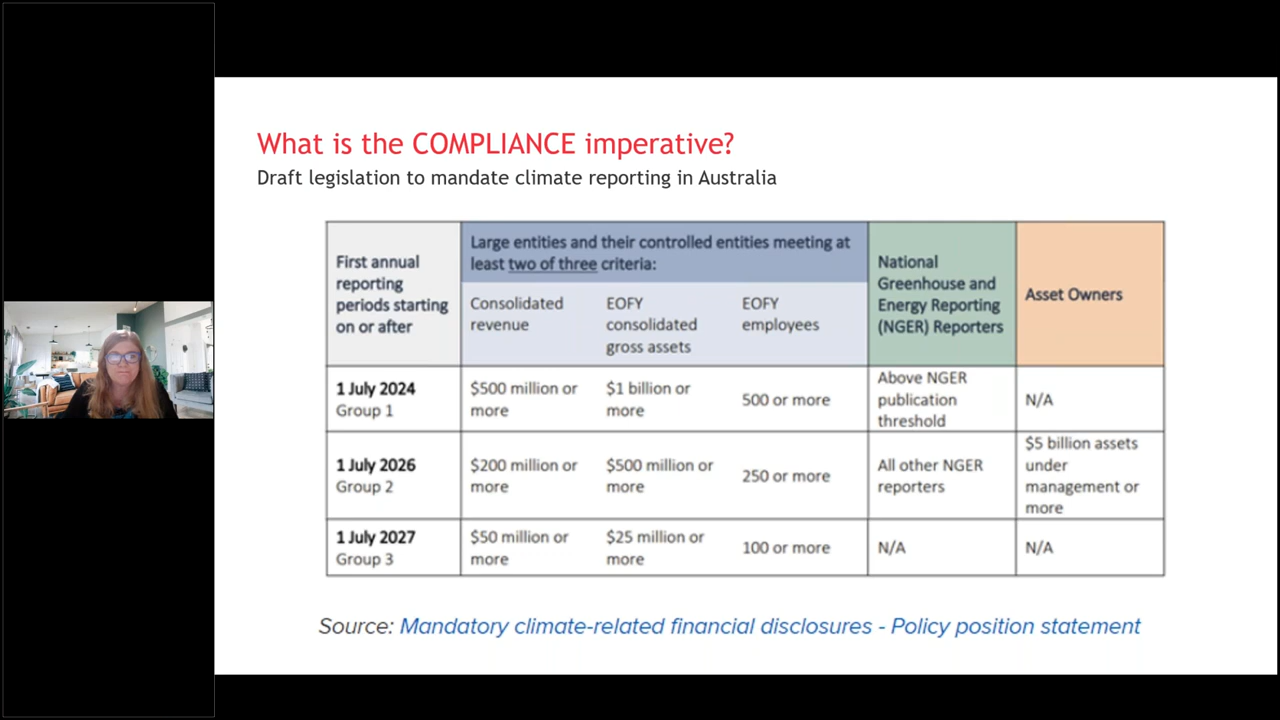 What is the COMPLIANCE imperative?
Draft legislation to mandate climate reporting in Australia
First annual
reporting
periods starting
on or after
Large entities and their controlled entities meeting at
least two of three criteria:
Consolidated
revenue
EOFY
consolidated
gross assets
EOFY
employees
National
Greenhouse and
Energy Reporting
(NGER) Reporters
Asset Owners
1 July 2024
Group 1
$500 million or
more
$1 billion or
more
500 or more
Above NGER
publication
threshold
N/A
1 July 2026
Group 2
$200 million or
more
$500 million or
more
250 or more
All other NGER
reporters
$5 billion assets
under
management or
more
1 July 2027
Group 3
$50 million or
more
$25 million or
more
100 or more
N/A
N/A
Source: Mandatory climate-related financial disclosures - Policy position statement